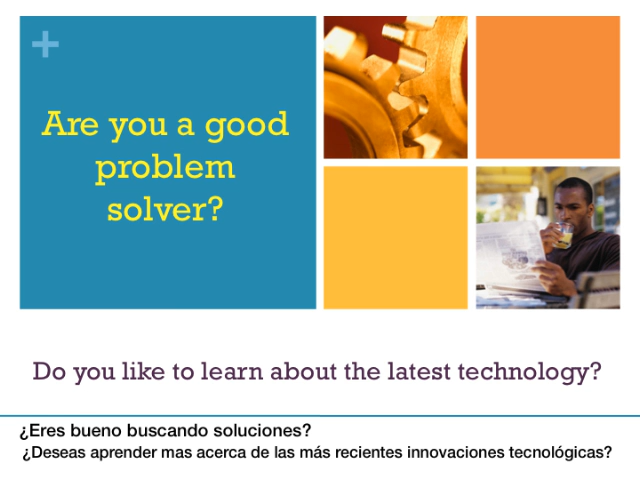 +
Are you a good
problem
solver?
Do you like to learn about the latest technology?
¿Eres bueno buscando soluciones?
¿Deseas aprender mas acerca de las más recientes innovaciones tecnológicas?